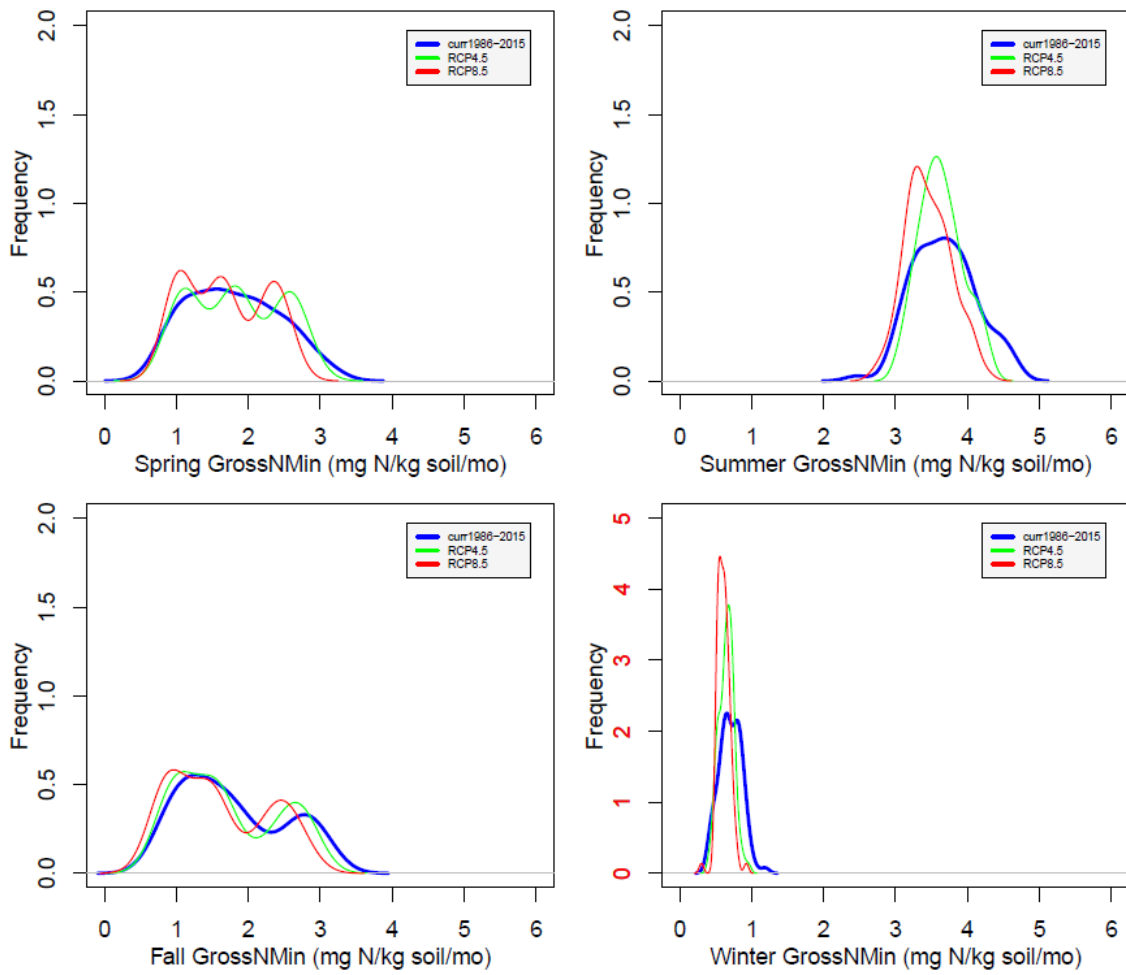 2.0
1.5
1.0
0.5
0.0
Frequency
curr1986-2015
RCP4.5
RCP8.5
0 1 2 3 4 5 6
Spring GrossNMin (mg N/kg soil/mo)
2.0
1.5
1.0
0.5
0.0
Frequency
curr1986-2015
RCP4.5
RCP8.5
0 1 2 3 4 5 6
Summer GrossNMin (mg N/kg soil/mo)
2.0
1.5
1.0
0.5
0.0
Frequency
curr1986-2015
RCP4.5
RCP8.5
0 1 2 3 4 5 6
Fall GrossNMin (mg N/kg soil/mo)
5
4
3
2
1
0
Frequency
curr1986-2015
RCP4.5
RCP8.5
0 1 2 3 4 5 6
Winter GrossNMin (mg N/kg soil/mo)